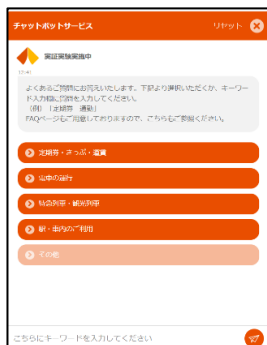 チャットボットサービス
リセット
実証実験実施中
よくあるご質問にお答えいたします。下記より選択いただくか、キーワー
ド入力欄に質問を入力してください。
(例)「定期券 通勤」
FAQページもご用意しておりますので、こちらもご参照ください。
定期券・きっぷ・運賃
電車の運行
特急列車・観光列車
駅・車内のご利用
その他
こちらにキーワードを入力してください